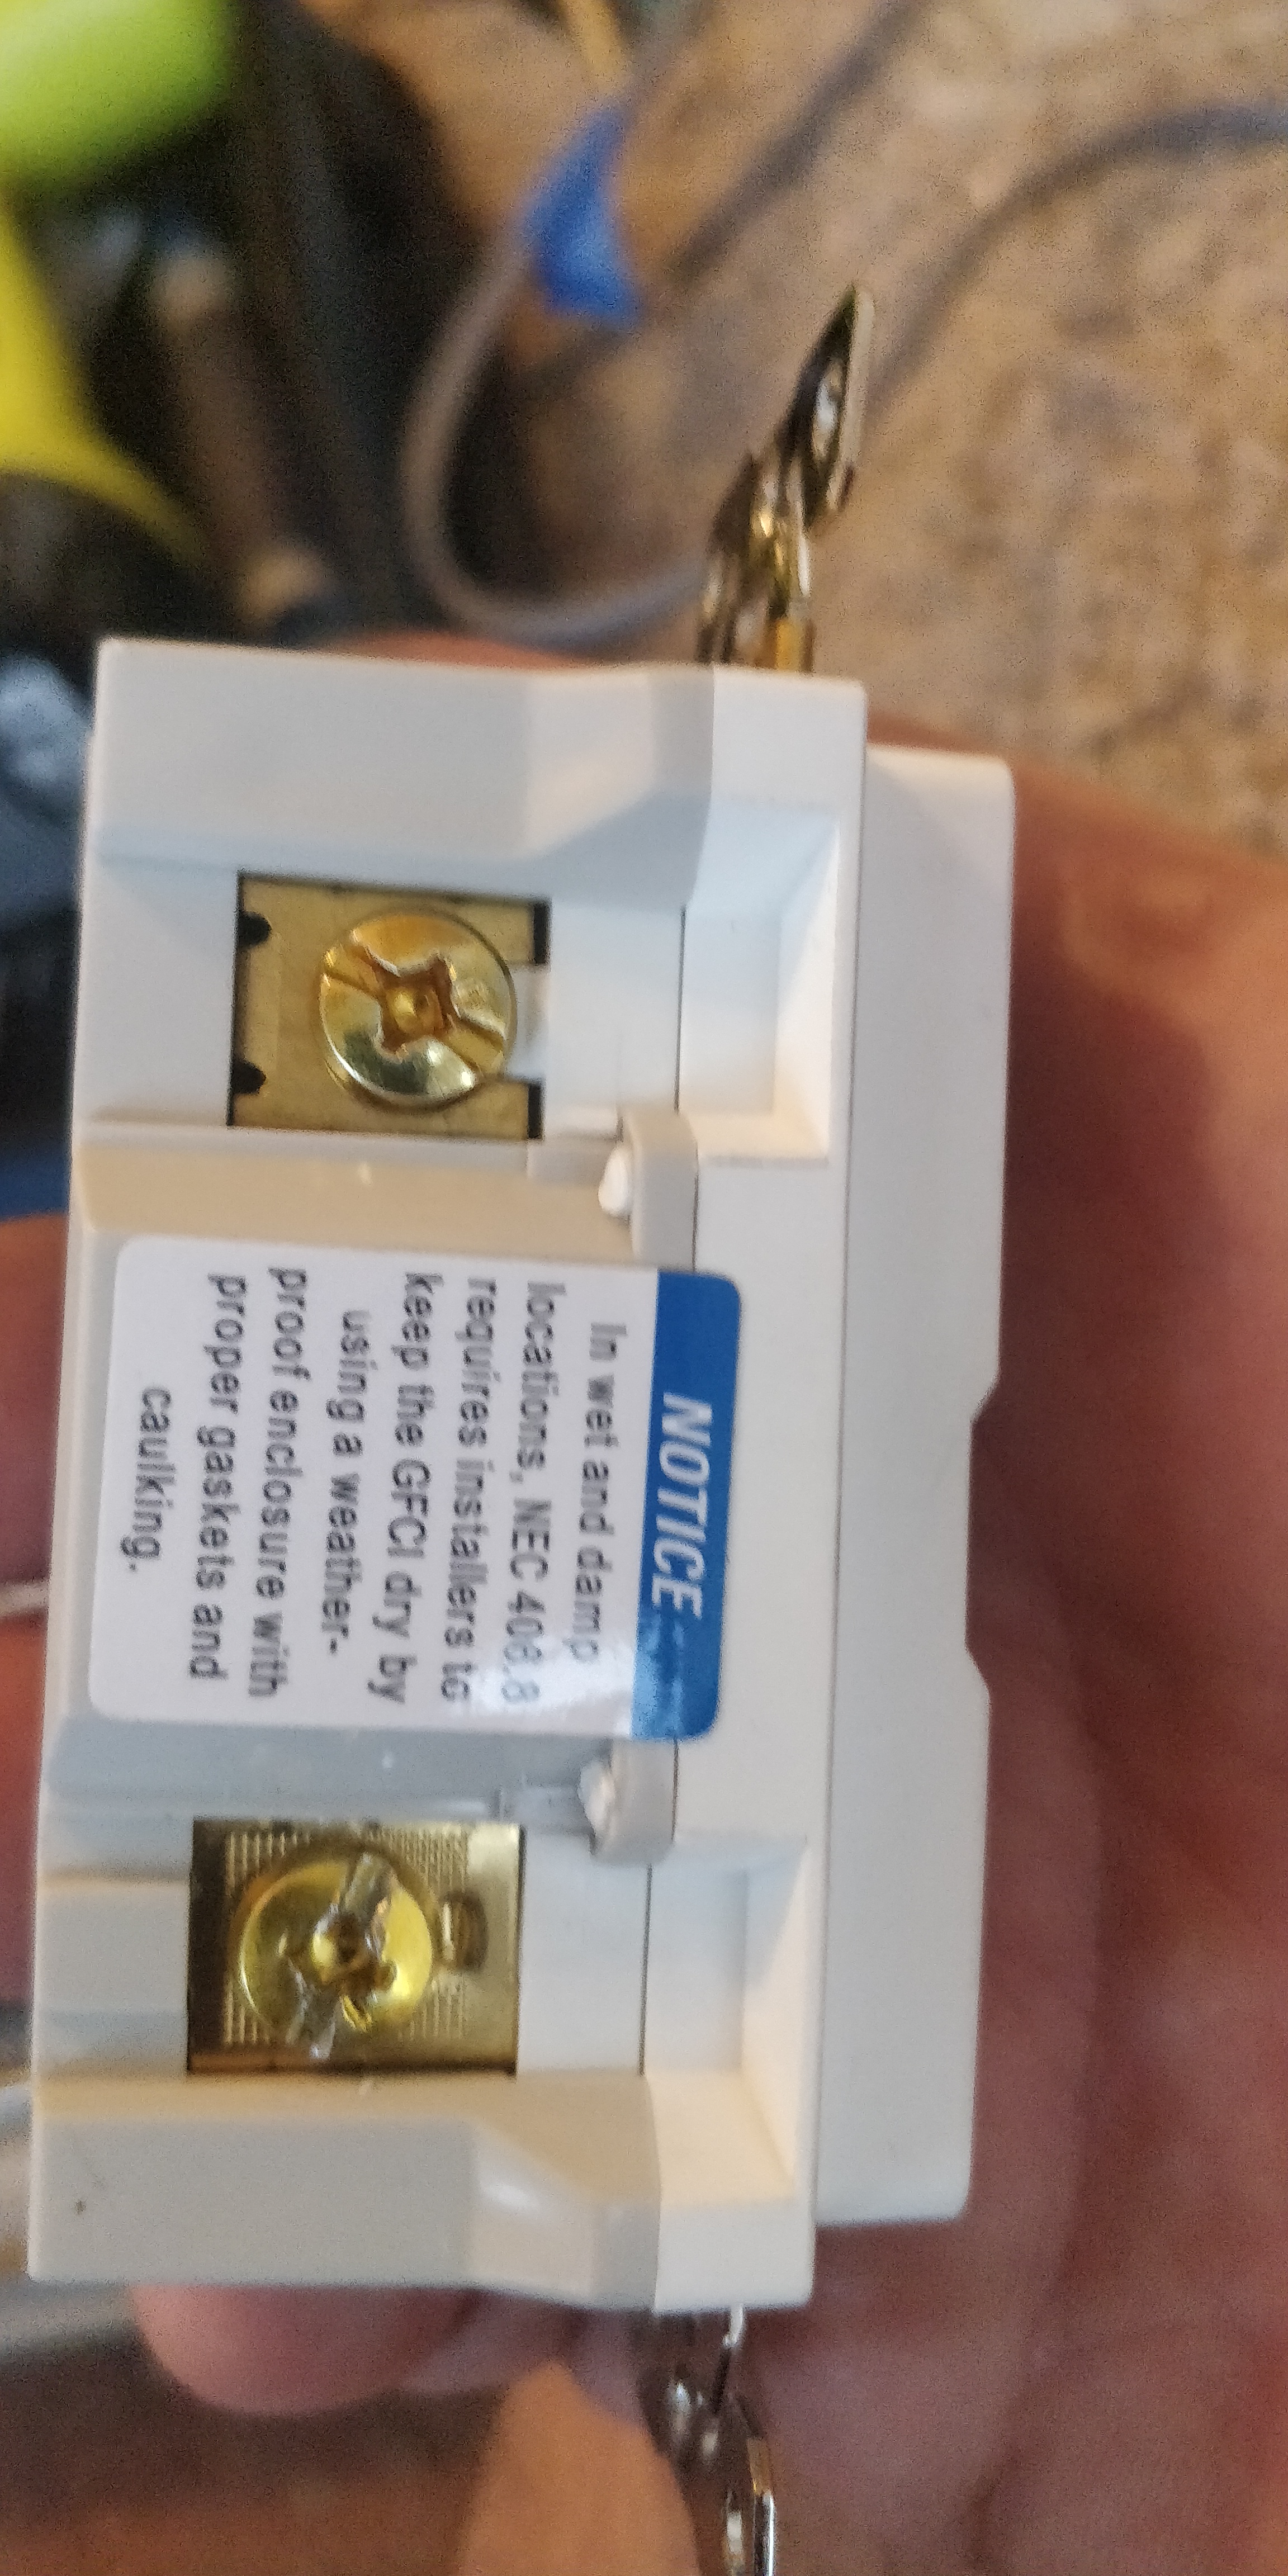 NOTICE
In wet and damp
locations, NEC 406.8
requires installers to
keep the GFCI dry by
using a weather-
proof enclosure with
proper gaskets and
caulking.